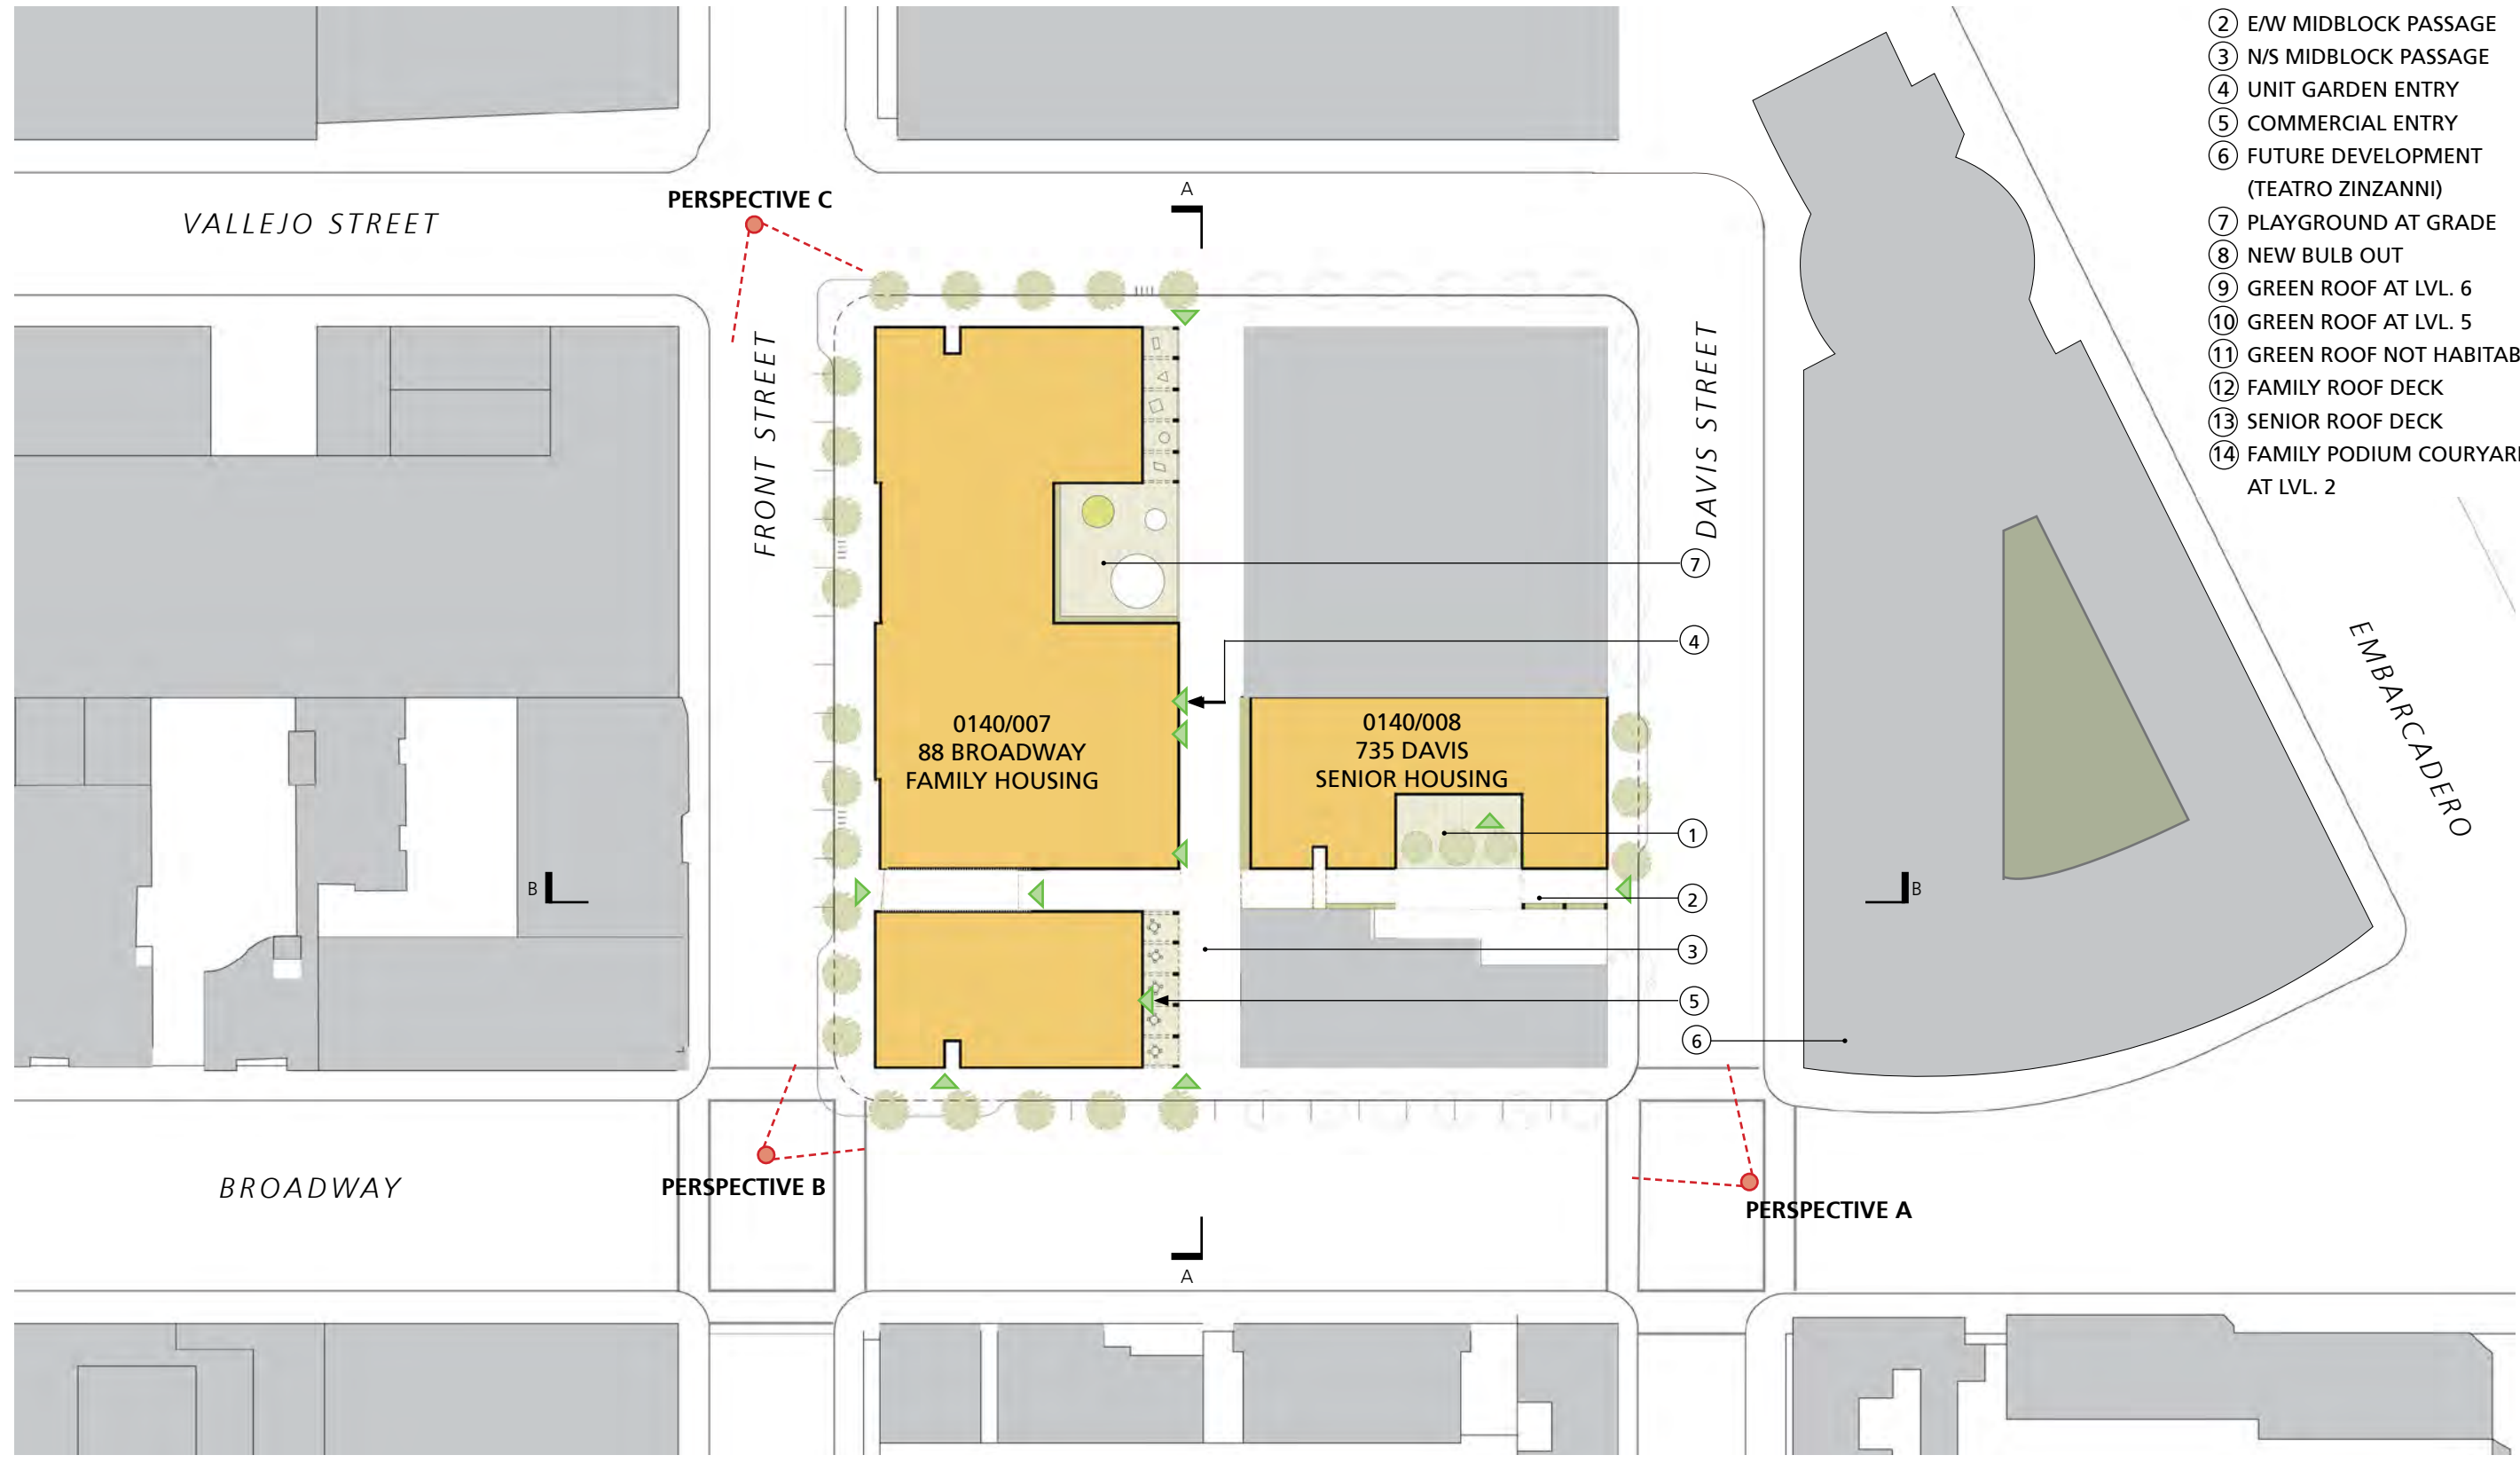 ② E/W MIDBLOCK PASSAGE
③ N/S MIDBLOCK PASSAGE
④ UNIT GARDEN ENTRY
⑤ COMMERCIAL ENTRY
⑥ FUTURE DEVELOPMENT
(TEATRO ZINZANNI)
⑦ PLAYGROUND AT GRADE
⑧ NEW BULB OUT
⑨ GREEN ROOF AT LVL. 6
⑩ GREEN ROOF AT LVL. 5
⑪ GREEN ROOF NOT HABITAB
⑫ FAMILY ROOF DECK
⑬ SENIOR ROOF DECK
⑭ FAMILY PODIUM COURYAR
AT LVL. 2
PERSPECTIVE C
A
VALLEJO STREET
FRONT STREET
DAVIS STREET
EMBARCADERO
⑦
④
0140/007
88 BROADWAY
FAMILY HOUSING
0140/008
735 DAVIS
SENIOR HOUSING
①
B
②
B
③
⑤
⑥
BROADWAY
PERSPECTIVE B
PERSPECTIVE A
A